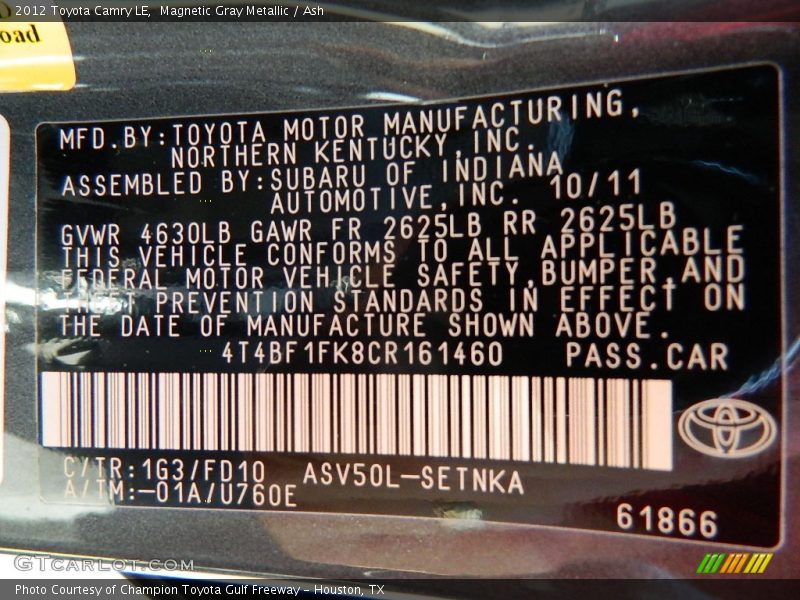 2012 Toyota Camry LE, Magnetic Gray Metallic / Ash
oad
MFD.BY:TOYOTA MOTOR MANUFACTURING,
NORTHERN KENTUCKY,INC.
ASSEMBLED BY:SUBARU OF INDIANA
AUTOMOTIVE,INC. 10/11
GVWR 4630LB GAWR FR 2625LB RR 2625LB
THIS VEHICLE CONFORMS TO ALL APPLICABLE
FEDERAL MOTOR VEHICLE SAFETY,BUMPER,AND
THEFT PREVENTION STANDARDS IN EFFECT ON
THE DATE OF MANUFACTURE SHOWN ABOVE.
4T4BF1FK8CR161460 PASS.CAR
C/TR:1G3/FD10 ASV50L-SETNKA
A/TM:-01A/U760E
61866
GTCARLOT.COM
Photo Courtesy of Champion Toyota Gulf Freeway - Houston, TX